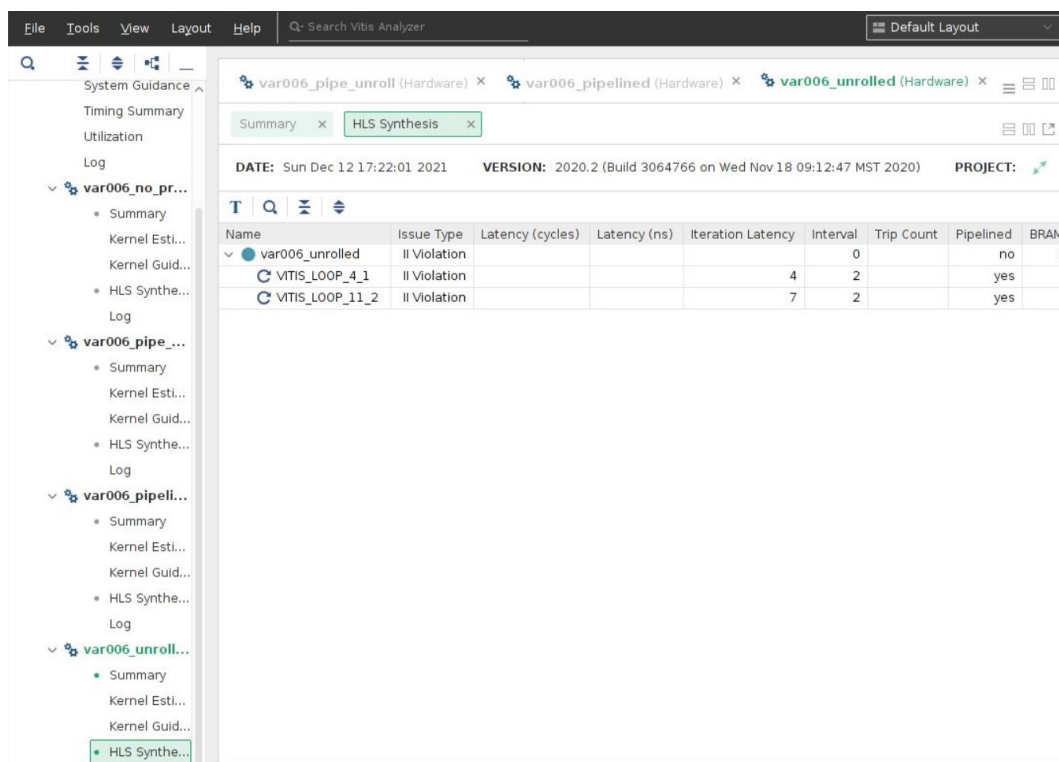 File Tools View Layout Help Search Vitis Analyzer Default Layout
System Guidance
Timing Summary
Utilization
Log
var006_no_pr...
Summary
Kernel Esti...
Kernel Guid...
HLS Synthe...
Log
var006_pipe_...
Summary
Kernel Esti...
Kernel Guid...
HLS Synthe...
Log
var006_pipeli...
Summary
Kernel Esti...
Kernel Guid...
HLS Synthe...
Log
var006_unroll...
Summary
Kernel Esti...
Kernel Guid...
HLS Synthe...
var006_pipe_unroll (Hardware) var006_pipelined (Hardware) var006_unrolled (Hardware)
Summary HLS Synthesis
DATE: Sun Dec 12 17:22:01 2021 VERSION: 2020.2 (Build 3064766 on Wed Nov 18 09:12:47 MST 2020) PROJECT:
T
Name Issue Type Latency (cycles) Latency (ns) Iteration Latency Interval Trip Count Pipelined BRAM
var006_unrolled II Violation 0 no
VITIS_LOOP_4_1 II Violation 4 2 yes
VITIS_LOOP_11_2 II Violation 7 2 yes